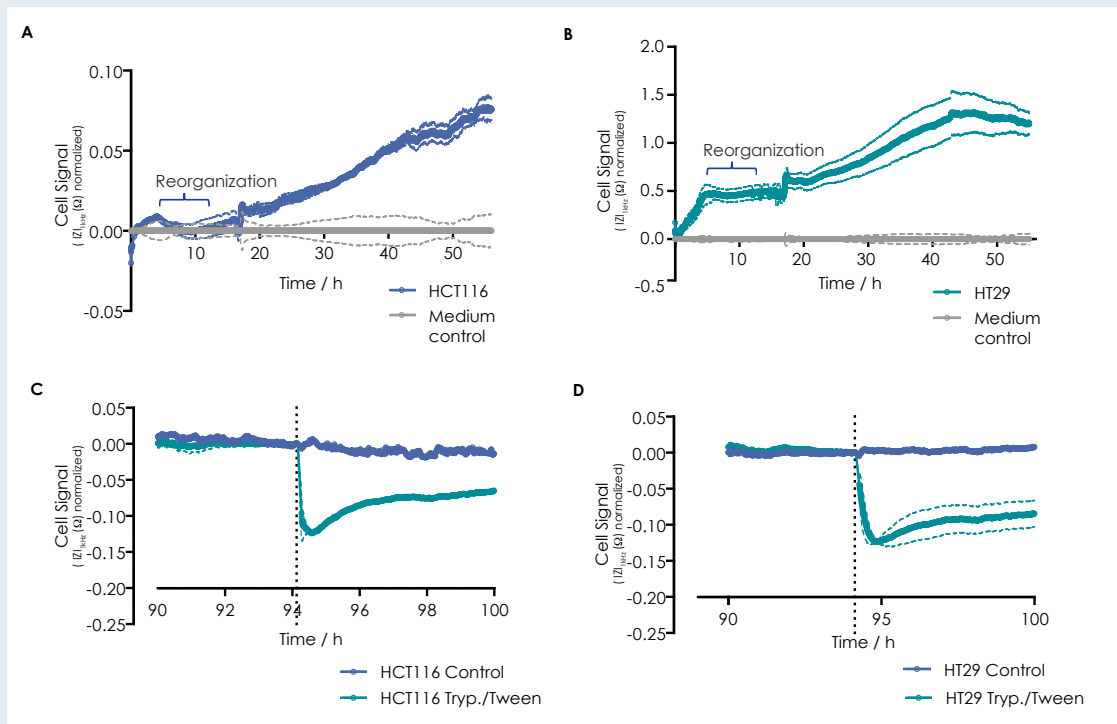 A
Cell Signal
( |Z|1kHz (Ω) normalized)
0.10
0.05
0.00
-0.05
Reorganization
10
20
30
40
50
Time / h
HCT116
Medium
control
B
Cell Signal
( |Z|1kHz (Ω) normalized)
2.0
1.5
1.0
0.5
0.0
-0.5
Reorganization
10
20
30
40
50
Time / h
HT29
Medium
control
C
Cell Signal
( |Z|1kHz (Ω) normalized)
0.05
0.00
-0.05
-0.10
-0.15
-0.20
-0.25
90
92
94
96
98
100
Time / h
HCT116 Control
HCT116 Tryp./Tween
D
Cell Signal
( |Z|1kHz (Ω) normalized)
0.05
0.00
-0.05
-0.10
-0.15
-0.20
-0.25
90
95
100
Time / h
HT29 Control
HT29 Tryp./Tween